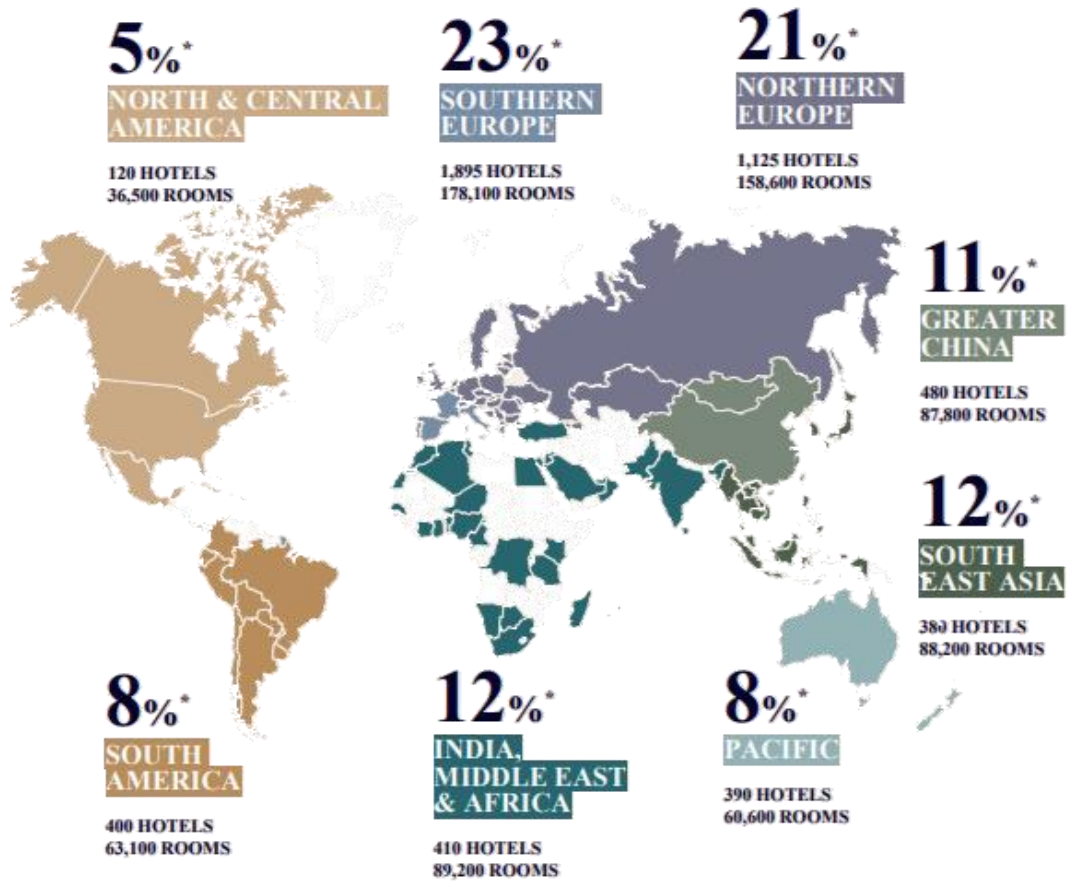 5%*
NORTH & CENTRAL
AMERICA
120 HOTELS
36,500 ROOMS
23%*
SOUTHERN
EUROPE
1,895 HOTELS
178,100 ROOMS
21%*
NORTHERN
EUROPE
1,125 HOTELS
158,600 ROOMS
11%*
GREATER
CHINA
480 HOTELS
87,800 ROOMS
12%*
SOUTH
EAST ASIA
380 HOTELS
88,200 ROOMS
8%*
SOUTH
AMERICA
400 HOTELS
63,100 ROOMS
12%*
INDIA,
MIDDLE EAST
& AFRICA
410 HOTELS
89,200 ROOMS
8%*
PACIFIC
390 HOTELS
60,600 ROOMS